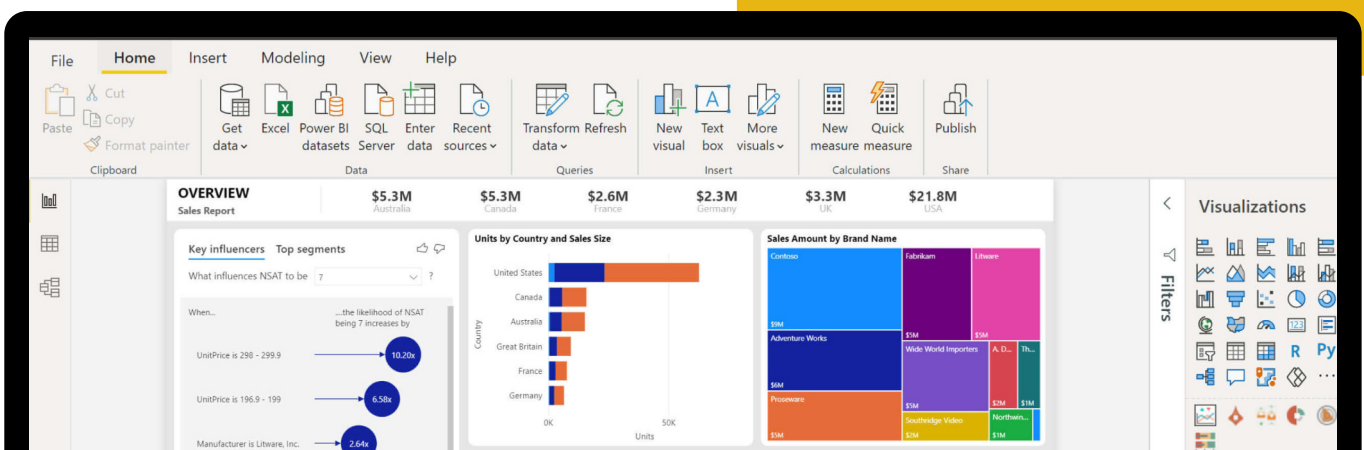 File Home Insert Modeling View Help
Paste
Cut
Copy
Format painter
Clipboard
Get data
Excel
Power BI datasets
SQL Server
Enter data
Recent sources
Data
Transform data
Refresh
Queries
New visual
Text box
More visuals
Insert
New measure
Quick measure
Calculations
Publish
Share
OVERVIEW
Sales Report
$5.3M
Australia
$5.3M
Canada
$2.6M
France
$2.3M
Germany
$3.3M
UK
$21.8M
USA
Key influencers Top segments
What influences NSAT to be 7 ?
When...
....the likelihood of NSAT
being 7 increases by
UnitPrice is 298 - 299.9 10.20x
UnitPrice is 196.9 - 199 6.58x
Manufacturer is Litware, Inc. 2.64x
Units by Country and Sales Size
Country
United States
Canada
Australia
Great Britain
France
Germany
0K 50K
Units
Sales Amount by Brand Name
Contoso
$9M
Fabrikam
$5M
Litware
$5M
Adventure Works
$6M
Wide World Importers
$5M
A. D...
$2M
Th...
$1M
Proseware
$5M
Southridge Video
$2M
Northwin...
$1M
Filters
Visualizations
123
R Py